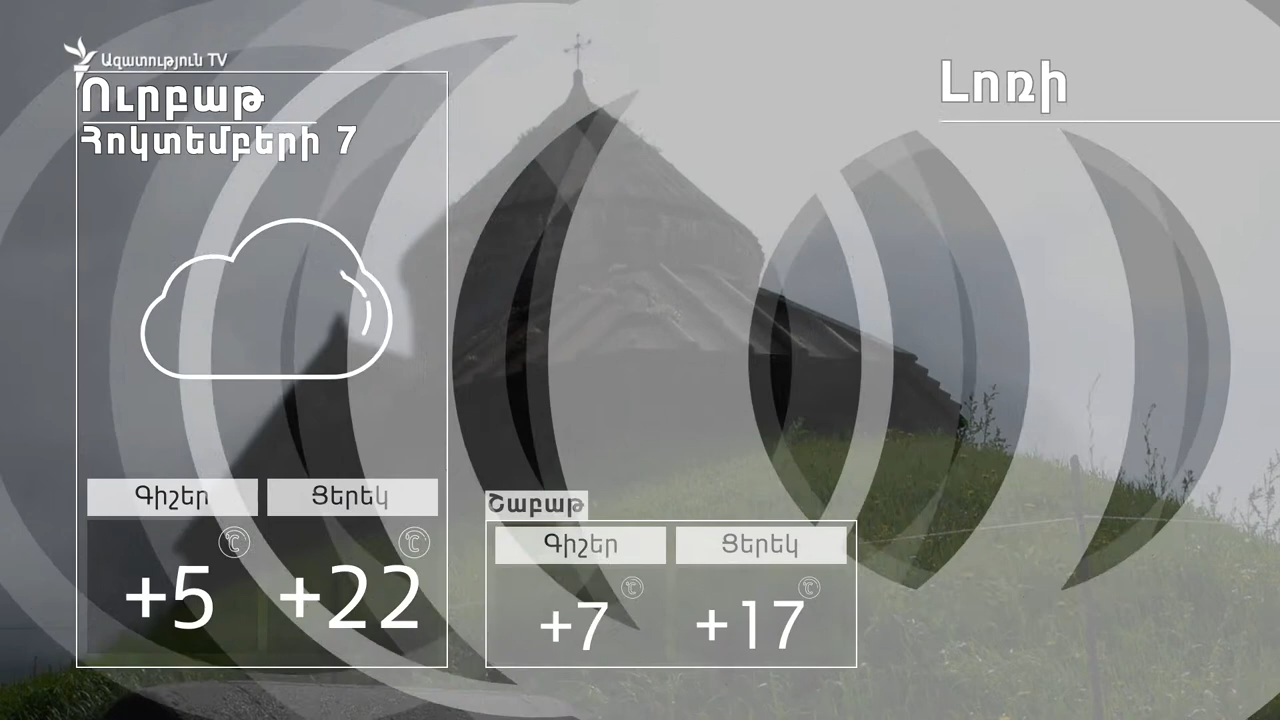 Ազատություն TV
Ուրբաթ
Հոկտեմբերի 7
Լոռի
Գիշեր Ցերեկ
℃ ℃
+5 +22
Շաբաթ
Գիշեր Ցերեկ
℃ ℃
+7 +17